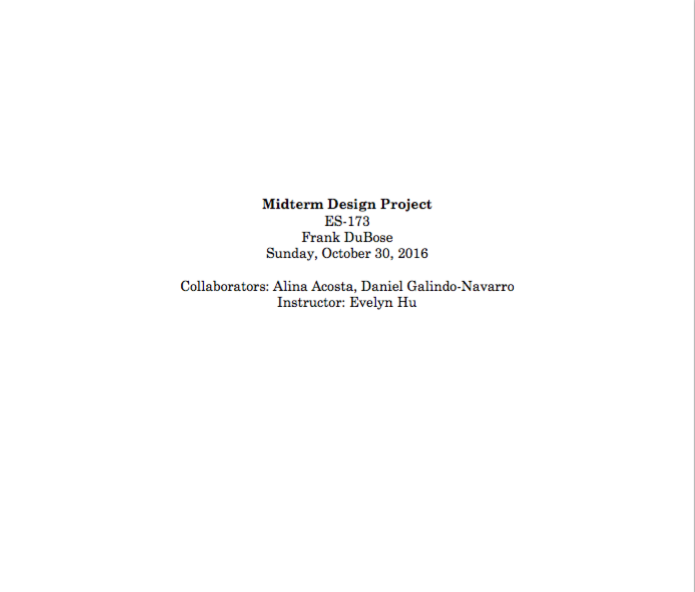 Midterm Design Project
ES-173
Frank DuBose
Sunday, October 30, 2016
Collaborators: Alina Acosta, Daniel Galindo-Navarro
Instructor: Evelyn Hu